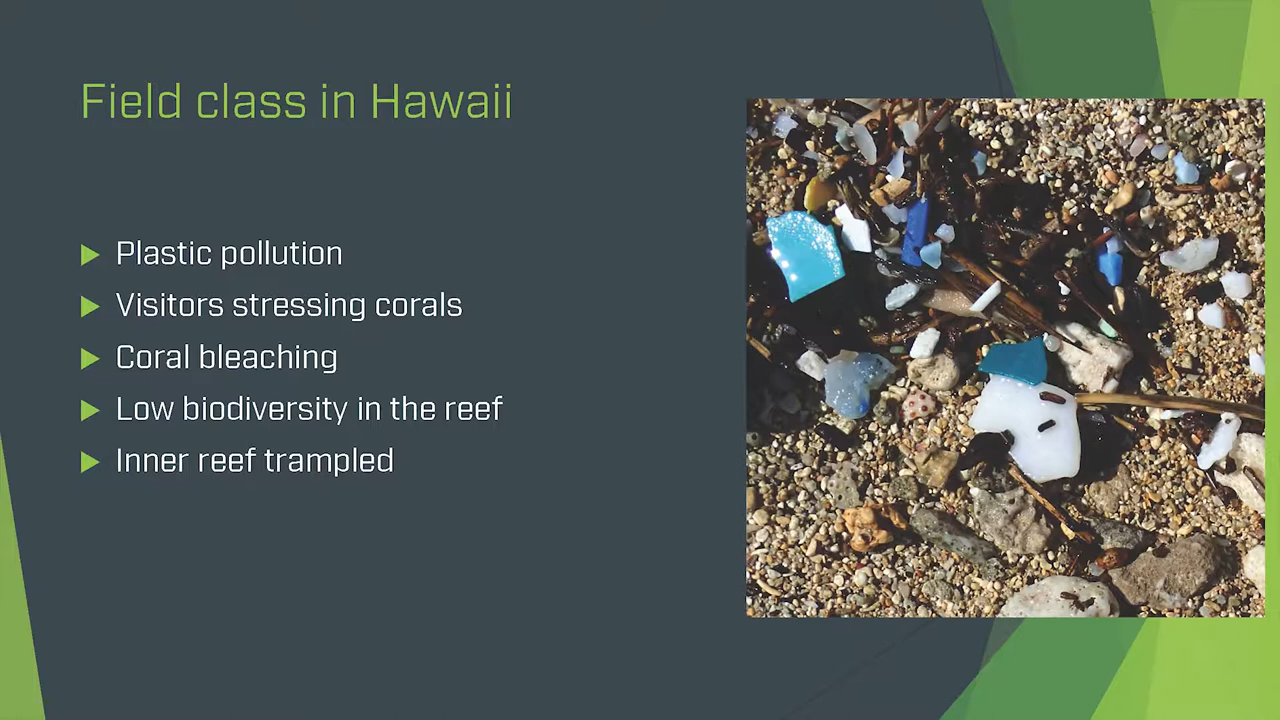 Field class in Hawaii
Plastic pollution
Visitors stressing corals
Coral bleaching
Low biodiversity in the reef
Inner reef trampled